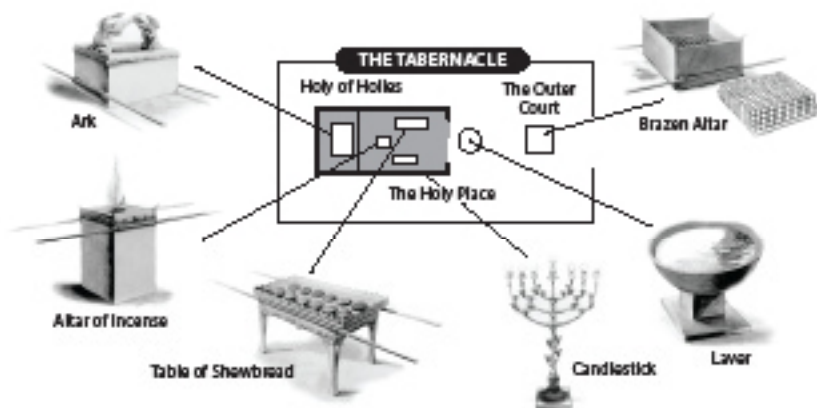 THE TABERNACLE
Holy of Holies
The Outer
Court
Ark
Brazen Altar
The Holy Place
Altar of Incense
Table of Shewbread
Candlestick
Laver